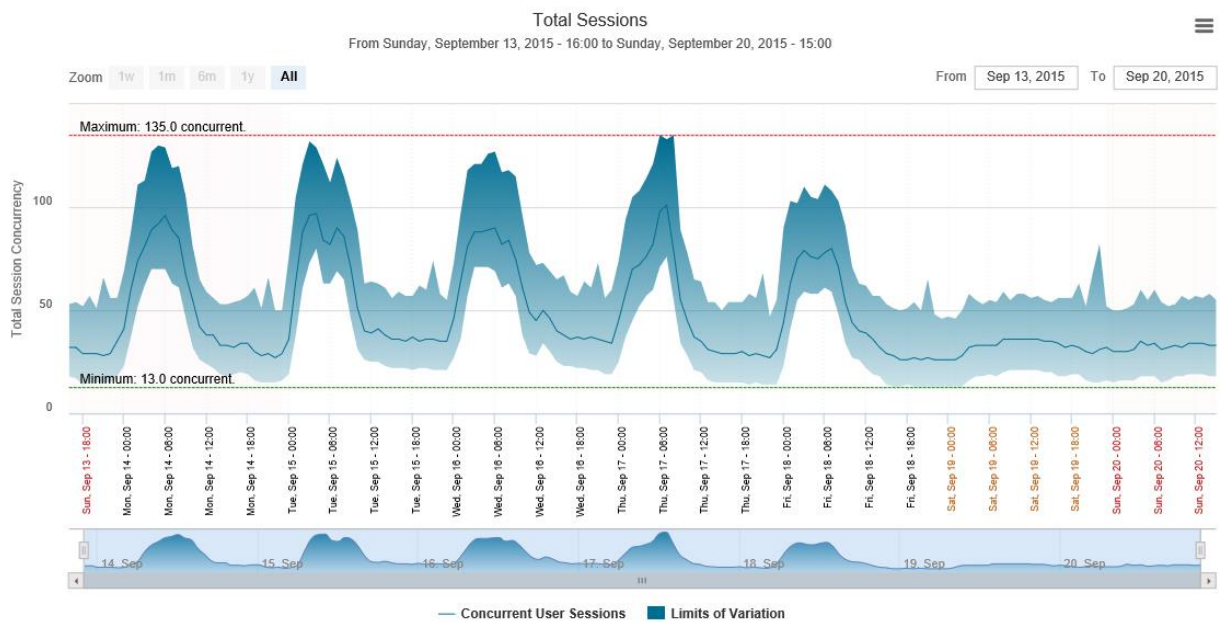 Total Sessions
From Sunday, September 13, 2015 - 16:00 to Sunday, September 20, 2015 - 15:00
Zoom 1w 1m 6m 1y All
From Sep 13, 2015 To Sep 20, 2015
Maximum: 135.0 concurrent.
Total Session Concurrency
100
50
Minimum: 13.0 concurrent.
0
Sun, Sep 13 - 18:00
Mon, Sep 14 - 00:00
Mon, Sep 14 - 06:00
Mon, Sep 14 - 12:00
Mon, Sep 14 - 18:00
Tue, Sep 15 - 00:00
Tue, Sep 15 - 06:00
Tue, Sep 15 - 12:00
Tue, Sep 15 - 18:00
Wed, Sep 16 - 00:00
Wed, Sep 16 - 06:00
Wed, Sep 16 - 12:00
Wed, Sep 16 - 18:00
Thu, Sep 17 - 00:00
Thu, Sep 17 - 06:00
Thu, Sep 17 - 12:00
Thu, Sep 17 - 18:00
Fri, Sep 18 - 00:00
Fri, Sep 18 - 06:00
Fri, Sep 18 - 12:00
Fri, Sep 18 - 18:00
Sat, Sep 19 - 00:00
Sat, Sep 19 - 06:00
Sat, Sep 19 - 12:00
Sat, Sep 19 - 18:00
Sun, Sep 20 - 00:00
Sun, Sep 20 - 06:00
Sun, Sep 20 - 12:00
14. Sep
15. Sep
16. Sep
17. Sep
18. Sep
19. Sep
20. Sep
Concurrent User Sessions
Limits of Variation